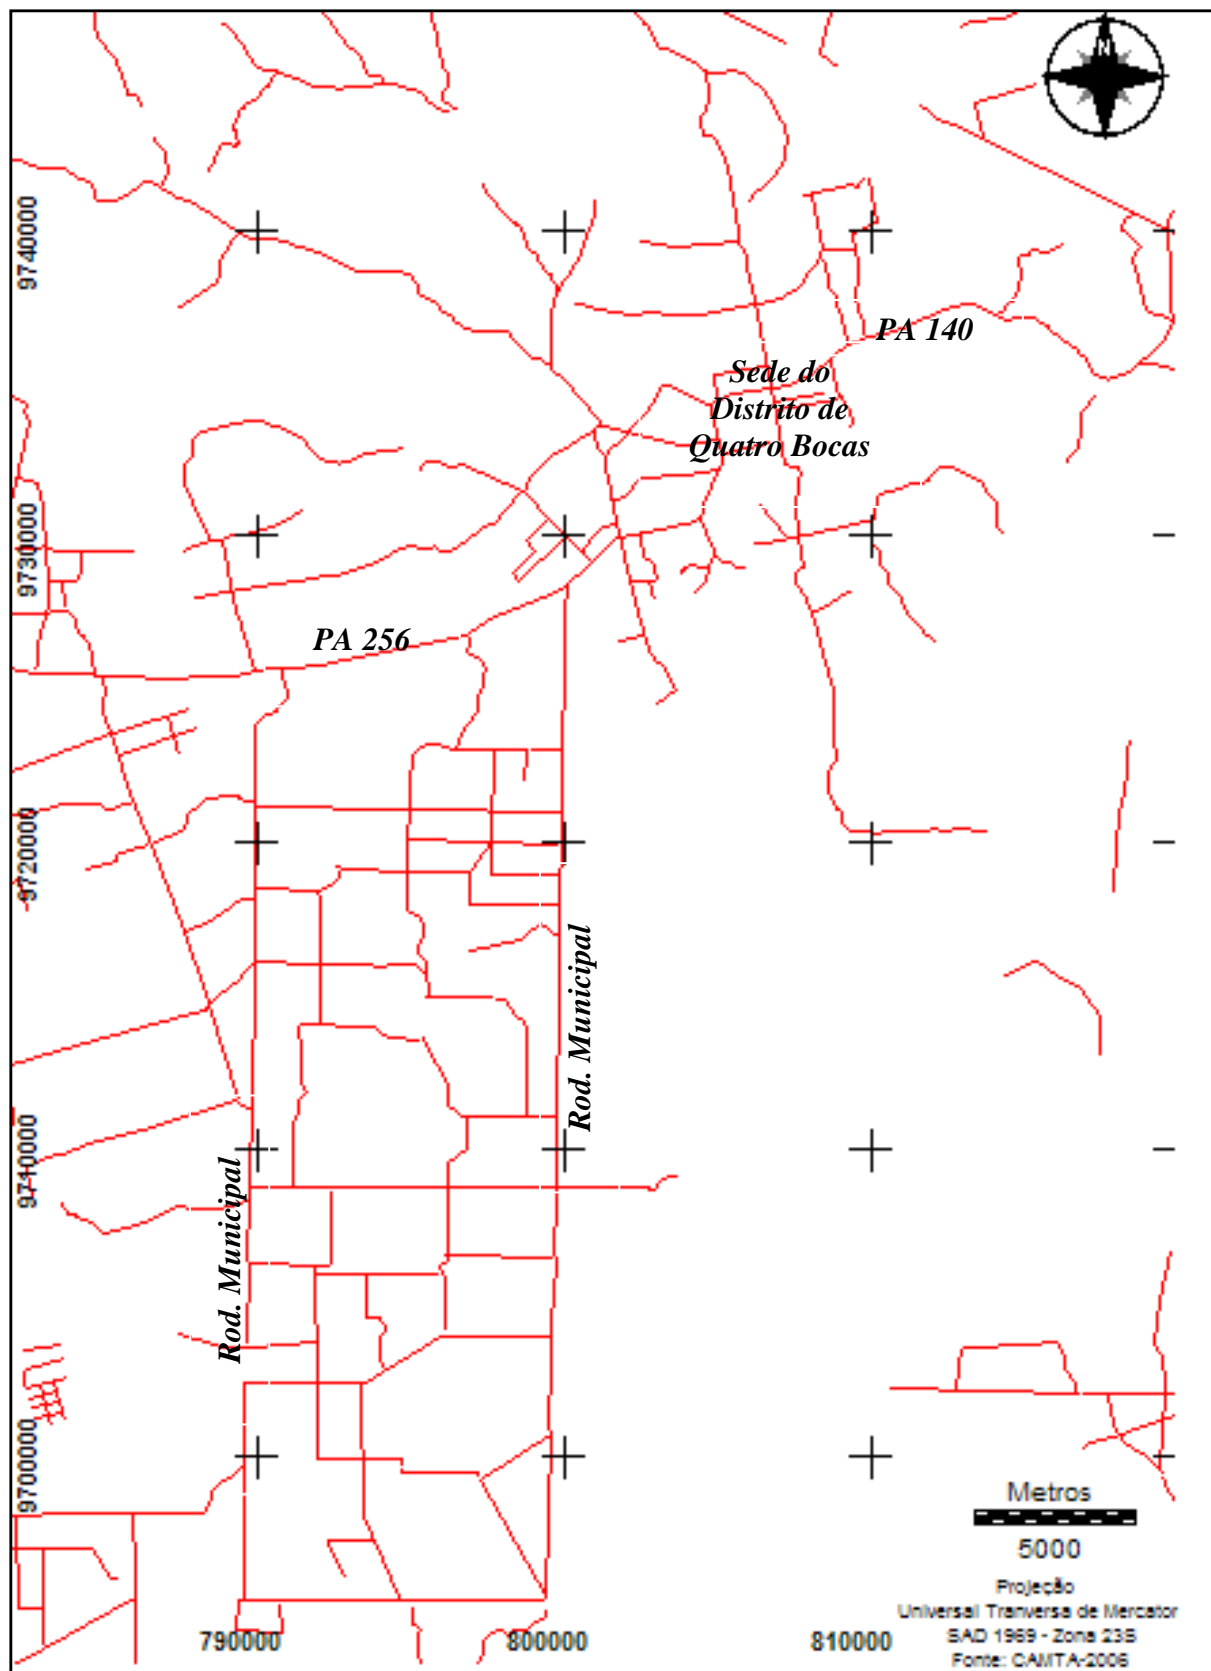 N
9740000
PA 140
Sede do
Distrito de
Quatro Bocas
9730000
PA 256
9720000
Rod. Municipal
9710000
Rod. Municipal
9700000
Metros
5000
Projeção
Universal Tranversa de Mercator
SAD 1969 - Zona 23S
Fonte: CAMTA-2006
790000
800000
810000